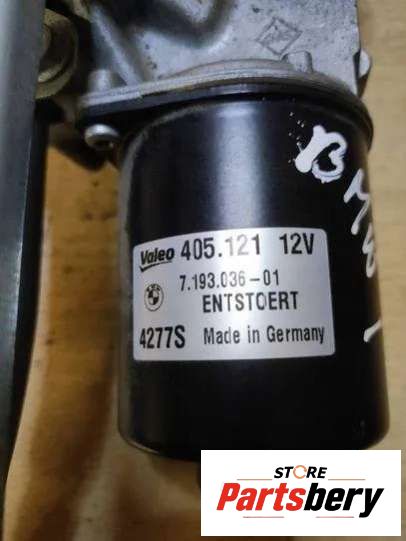 Valeo 405.121 12V
7.193.036-01
ENTSTOERT
4277S Made in Germany
BMW 1
STORE
Partsbery